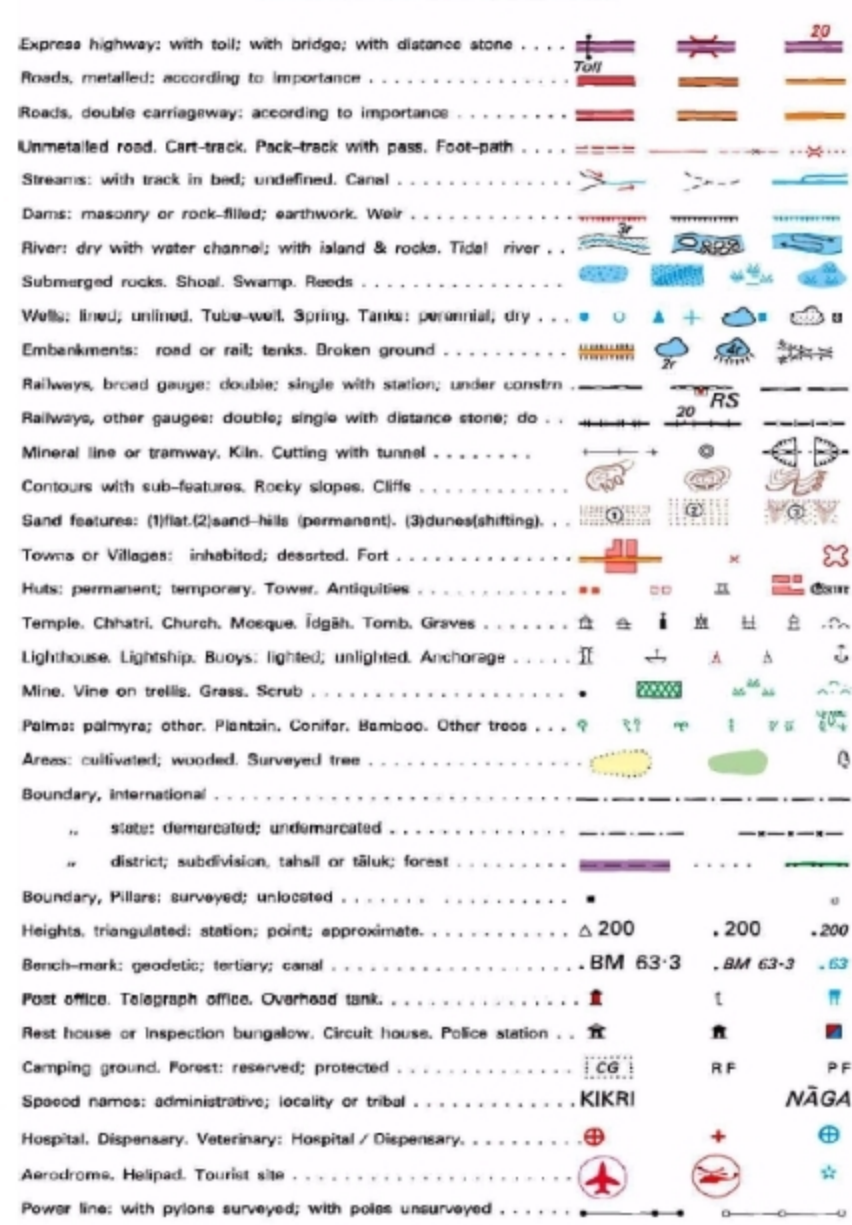 20
Express highway: with toll; with bridge; with distance stone
Toll
Roads, metalled: according to importance
Roads, double carriageway: according to importance
Unmetalled road. Cart-track. Pack-track with pass. Foot-path
Streams: with track in bed; undefined. Canal
Dams: masonry or rock-filled; earthwork. Weir
3r
River: dry with water channel; with island & rocks. Tidal river
Submerged rocks. Shoal. Swamp. Reeds
Wells: lined; unlined. Tube-well. Spring. Tanks: perennial; dry
Embankments: road or rail; tanks. Broken ground 2r 4r
Railways, broad gauge: double; single with station; under constrn RS
Railways, other gauges: double; single with distance stone; do 20
Mineral line or tramway. Kiln. Cutting with tunnel
Contours with sub-features. Rocky slopes. Cliffs
Sand features: (1)flat.(2)sand-hills (permanent). (3)dunes(shifting). 1 2 3
Towns or Villages: inhabited; deserted. Fort
Huts: permanent; temporary. Tower. Antiquities
Temple. Chhatri. Church. Mosque. Īdgāh. Tomb. Graves
Lighthouse. Lightship. Buoys: lighted; unlighted. Anchorage
Mine. Vine on trellis. Grass. Scrub
Palms: palmyra; other. Plantain. Conifer. Bamboo. Other trees
Areas: cultivated; wooded. Surveyed tree
Boundary, international
„ state: demarcated; undemarcated
„ district; subdivision, tahsil or tāluk; forest
Boundary, Pillars: surveyed; unlocated
Heights, triangulated: station; point; approximate. 200 .200 .200
Bench-mark: geodetic; tertiary; canal .BM 63·3 .BM 63·3 .63
Post office. Telegraph office. Overhead tank.
Rest house or Inspection bungalow. Circuit house. Police station
Camping ground. Forest: reserved; protected CG RF PF
Spaced names: administrative; locality or tribal KIKRI NĀGA
Hospital. Dispensary. Veterinary: Hospital / Dispensary.
Aerodrome. Helipad. Tourist site
Power line: with pylons surveyed; with poles unsurveyed